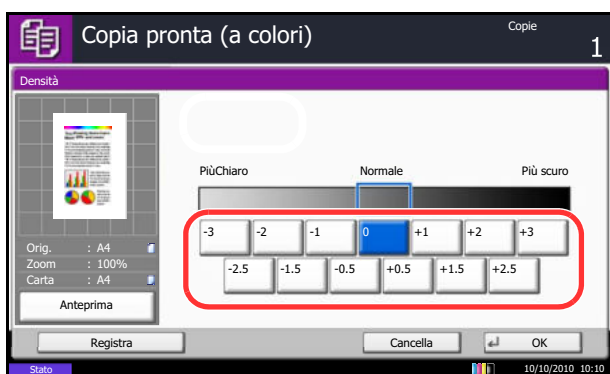 Copia pronta (a colori)
Copie
1
Densità
PiùChiaro Normale Più scuro
-3 -2 -1 0 +1 +2 +3
-2.5 -1.5 -0.5 +0.5 +1.5 +2.5
Orig. : A4
Zoom : 100%
Carta : A4
Anteprima
Registra Cancella OK
Stato 10/10/2010 10:10